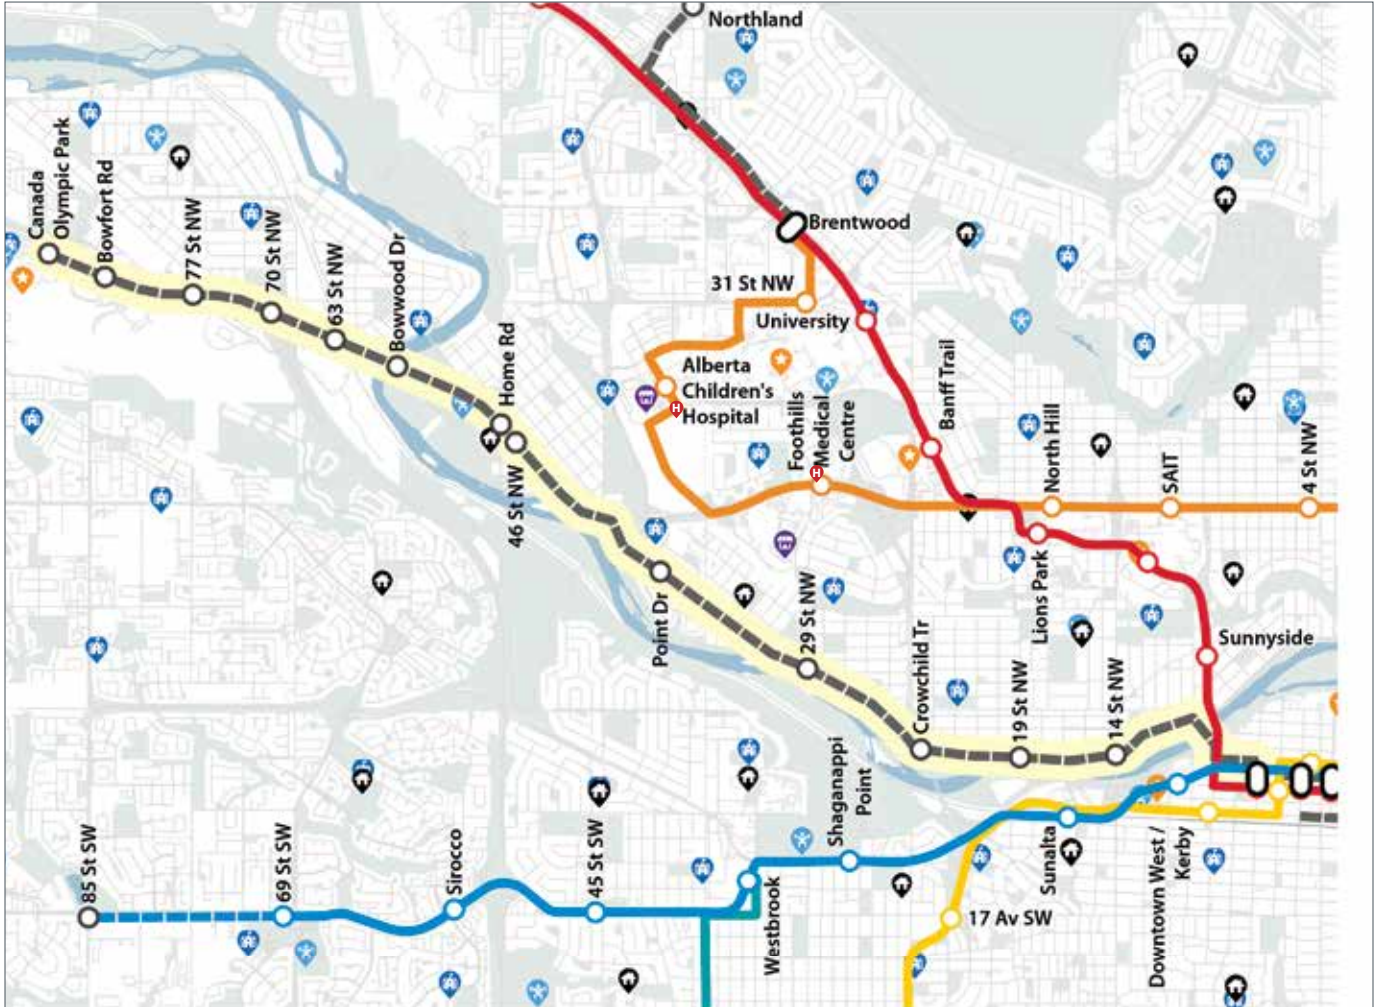 Northland
Canada
Olympic Park
Bowfort Rd
77 St NW
70 St NW
63 St NW
Bowwood Dr
Home Rd
46 St NW
Brentwood
31 St NW
University
Alberta
Children's
Hospital
H
Foothills
Medical
Centre
H
Banff Trail
North Hill
SAIT
4 St NW
Lions Park
Point Dr
29 St NW
Crowchild Tr
19 St NW
14 St NW
Sunnyside
Shaganappi
Point
85 St SW
69 St SW
Sirocco
45 St SW
Westbrook
Sunalta
Downtown West /
Kerby
17 Av SW